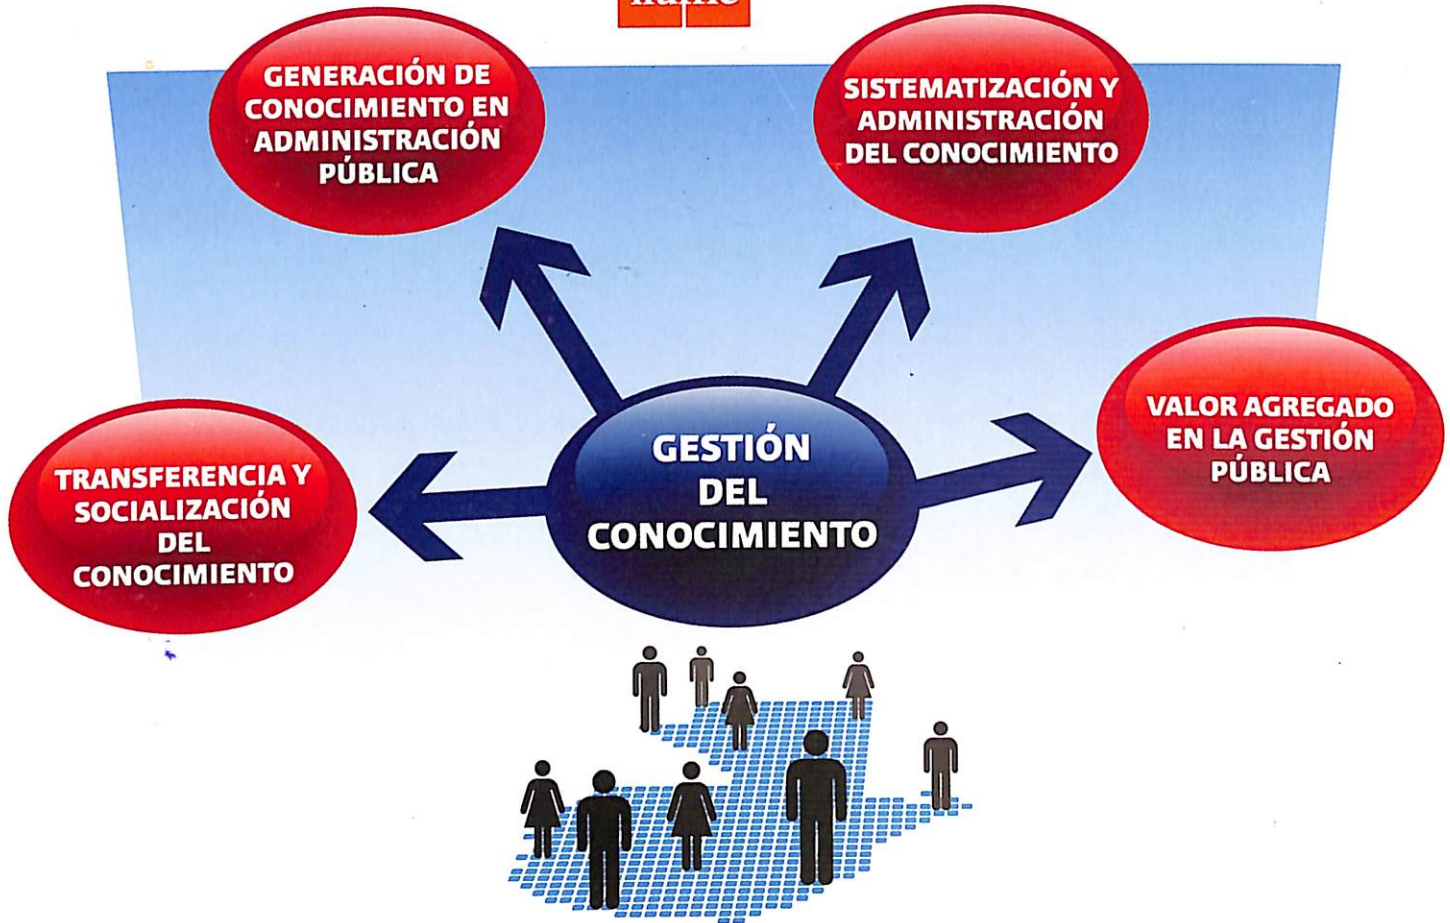 GENERACIÓN DE
CONOCIMIENTO EN
ADMINISTRACIÓN
PÚBLICA
SISTEMATIZACIÓN Y
ADMINISTRACIÓN
DEL CONOCIMIENTO
TRANSFERENCIA Y
SOCIALIZACIÓN
DEL
CONOCIMIENTO
GESTIÓN
DEL
CONOCIMIENTO
VALOR AGREGADO
EN LA GESTIÓN
PÚBLICA